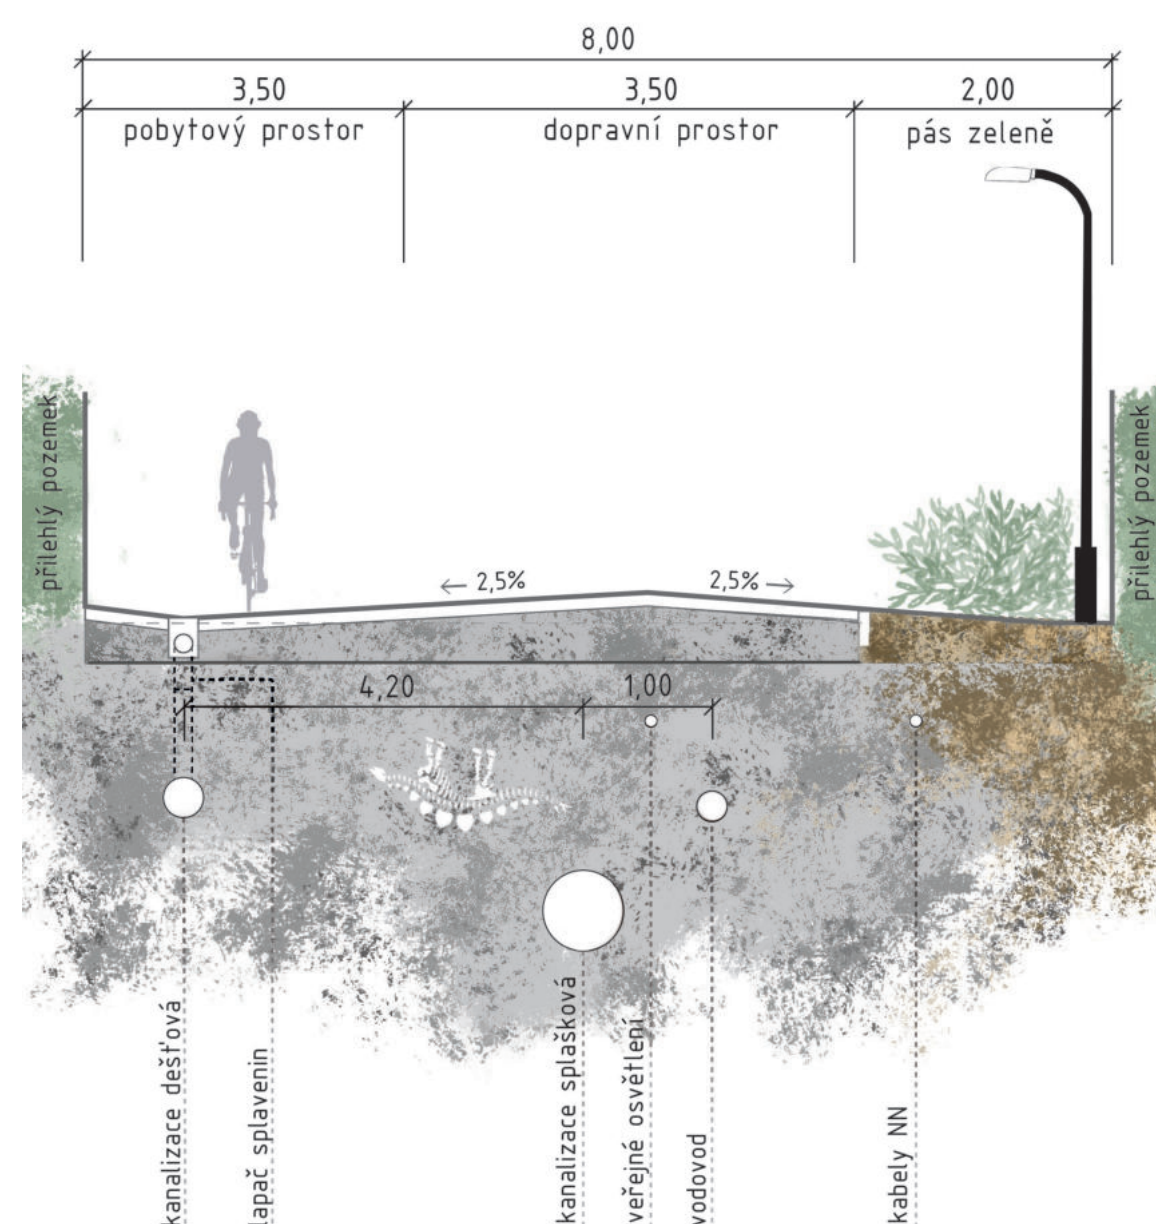 8,00
3,50
3,50
2,00
pobytový prostor
dopravní prostor
pás zeleně
přilehlý pozemek
přilehlý pozemek
2,5%
2,5%
4,20
1,00
kanalizace dešťová
lapač splavenin
kanalizace splašková
veřejné osvětlení
vodovod
kabely NN